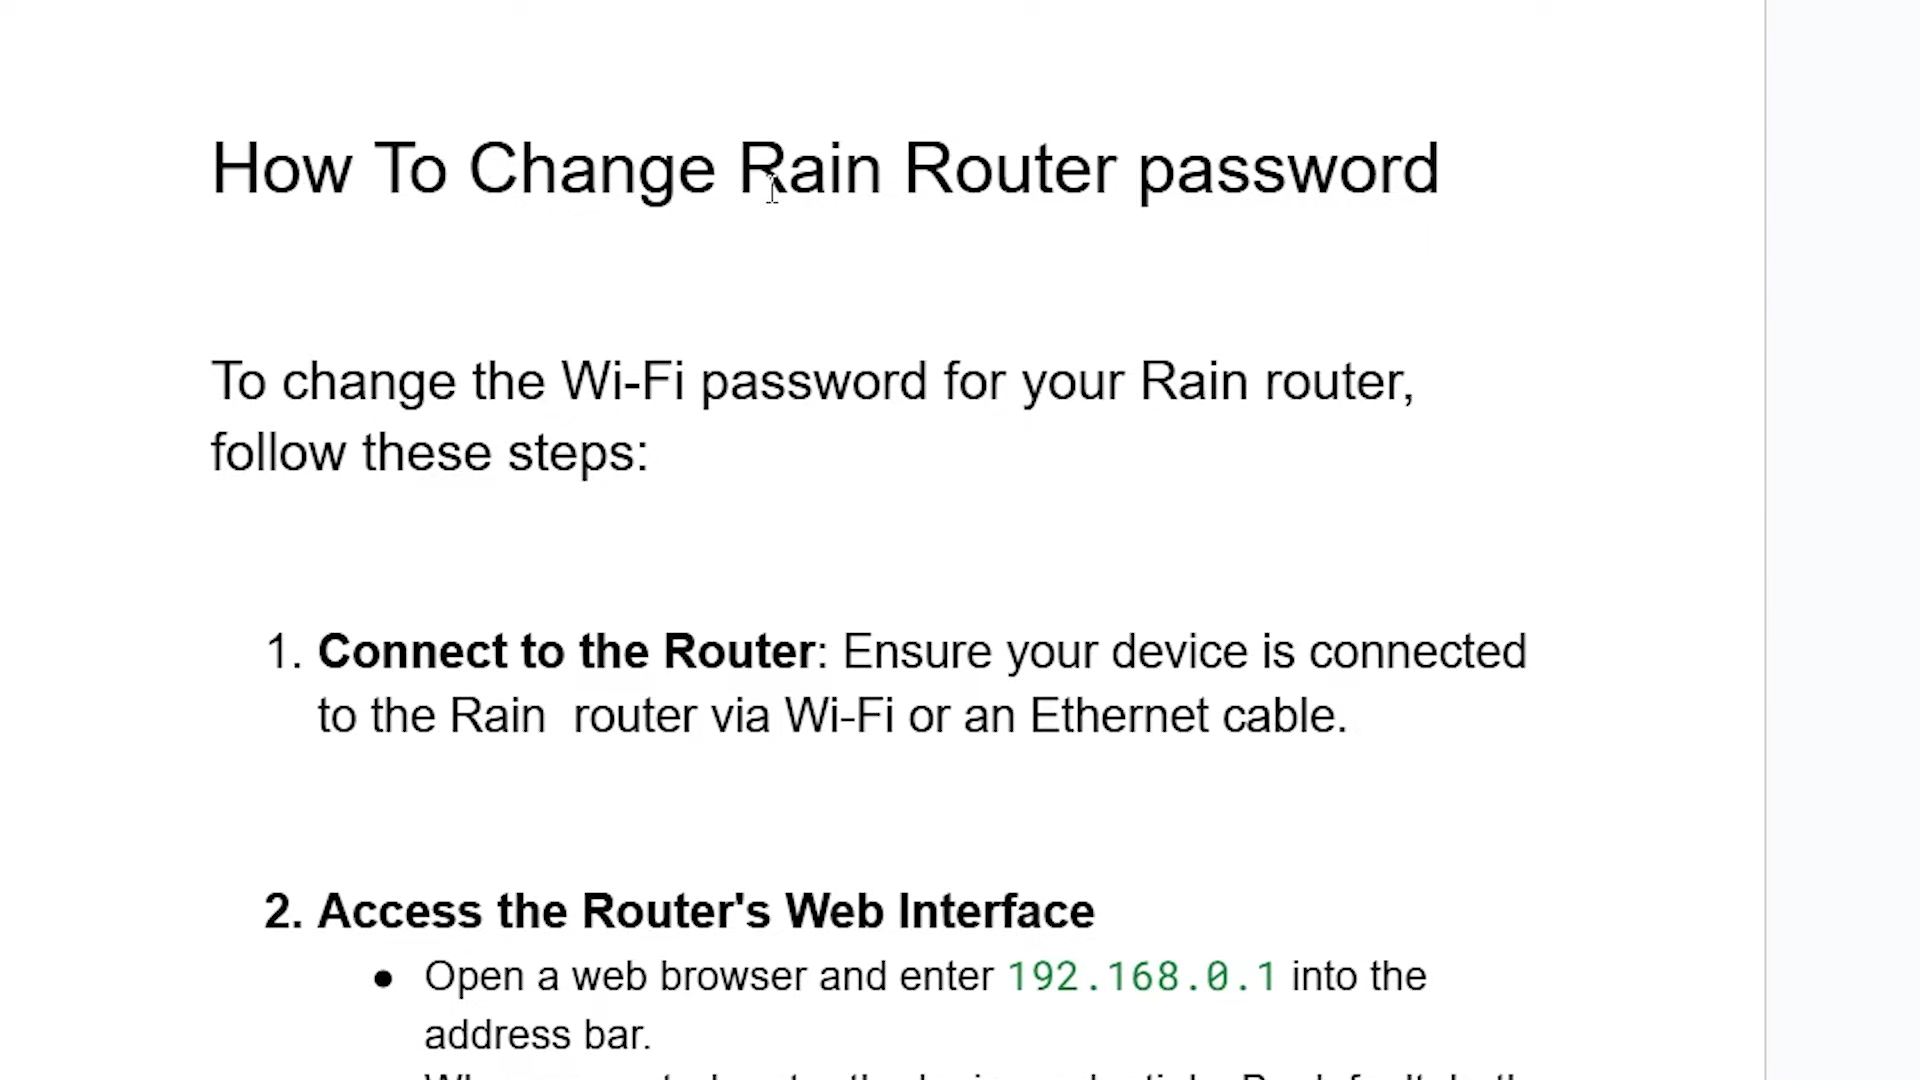 How To Change Rain Router password
To change the Wi-Fi password for your Rain router,
follow these steps:
1. Connect to the Router: Ensure your device is connected
to the Rain  router via Wi-Fi or an Ethernet cable.
2. Access the Router's Web Interface
● Open a web browser and enter 192.168.0.1 into the
address bar.